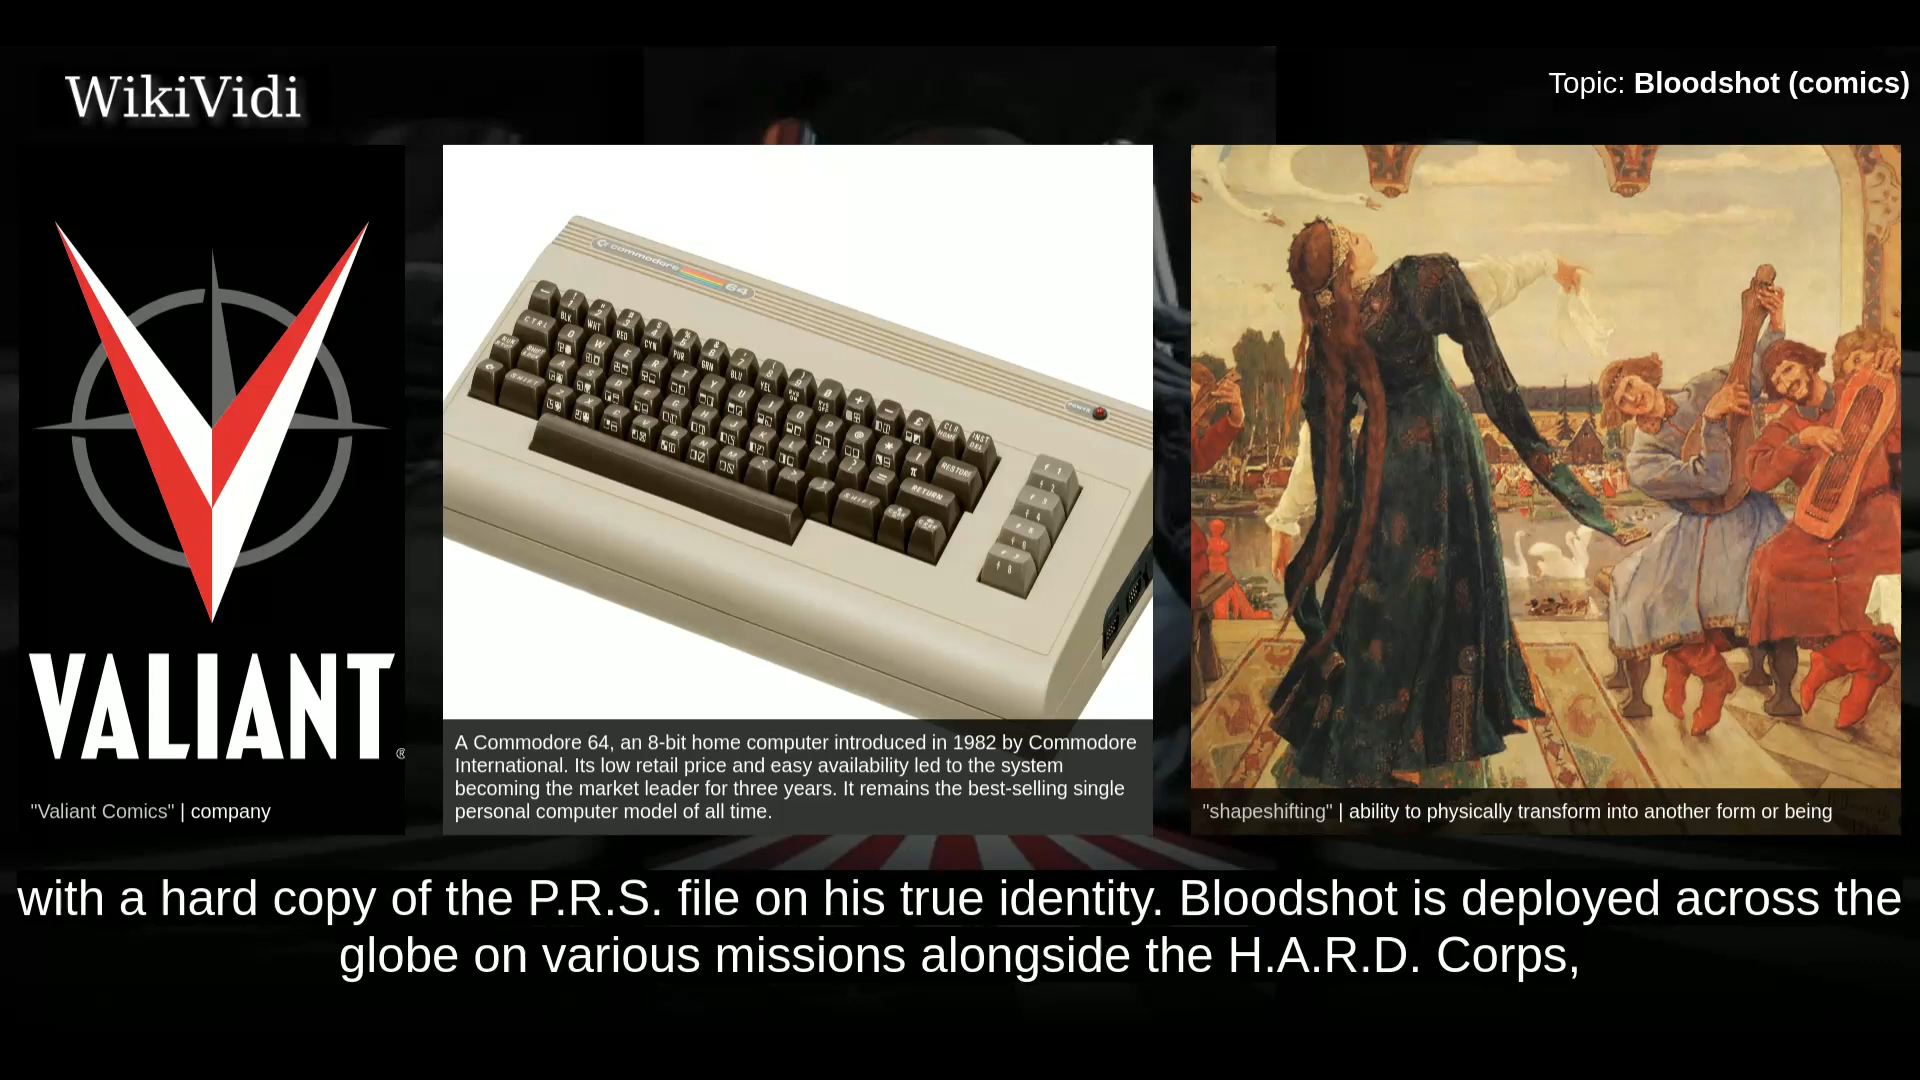 WikiVidi
Topic: Bloodshot (comics)
VALIANT®
"Valiant Comics" | company
commodore 64
A Commodore 64, an 8-bit home computer introduced in 1982 by Commodore
International. Its low retail price and easy availability led to the system
becoming the market leader for three years. It remains the best-selling single
personal computer model of all time.
"shapeshifting" | ability to physically transform into another form or being
with a hard copy of the P.R.S. file on his true identity. Bloodshot is deployed across the
globe on various missions alongside the H.A.R.D. Corps,